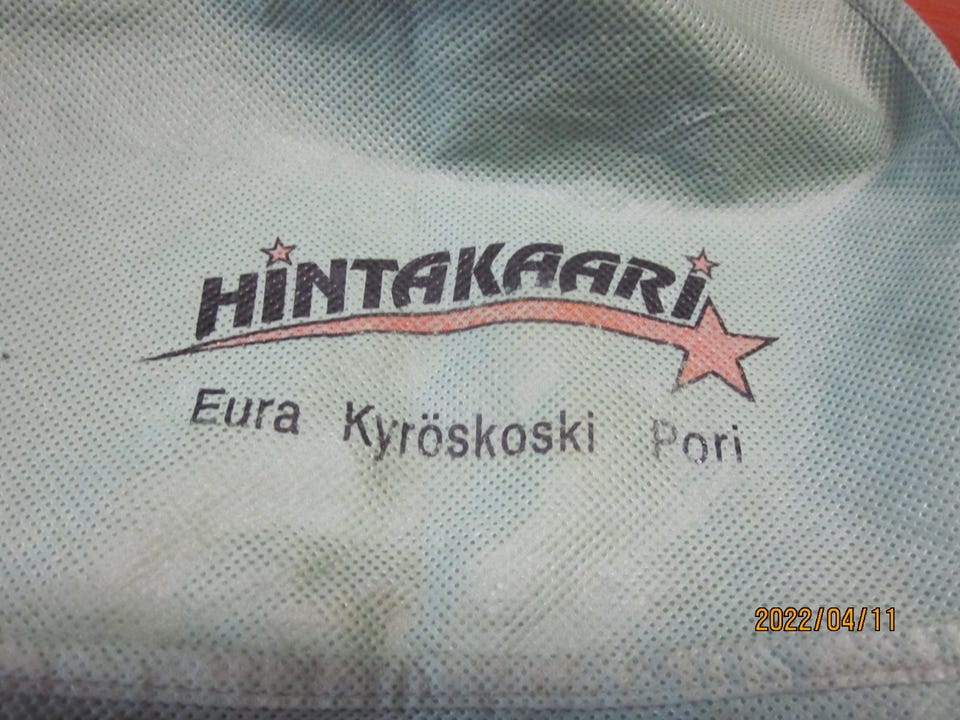 HINTAKAARI
Eura Kyröskoski Pori
2022/04/11